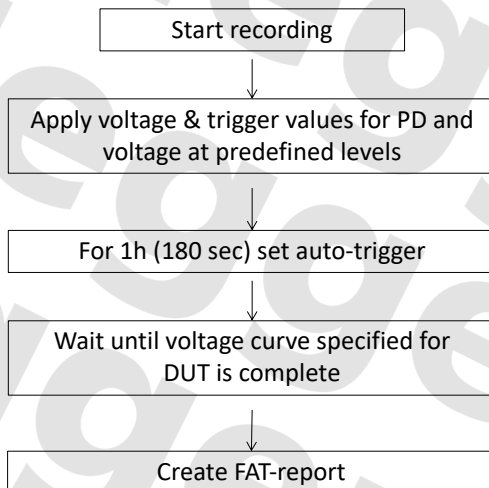 Start recording
Apply voltage & trigger values for PD and
voltage at predefined levels
For 1h (180 sec) set auto-trigger
Wait until voltage curve specified for
DUT is complete
Create FAT-report